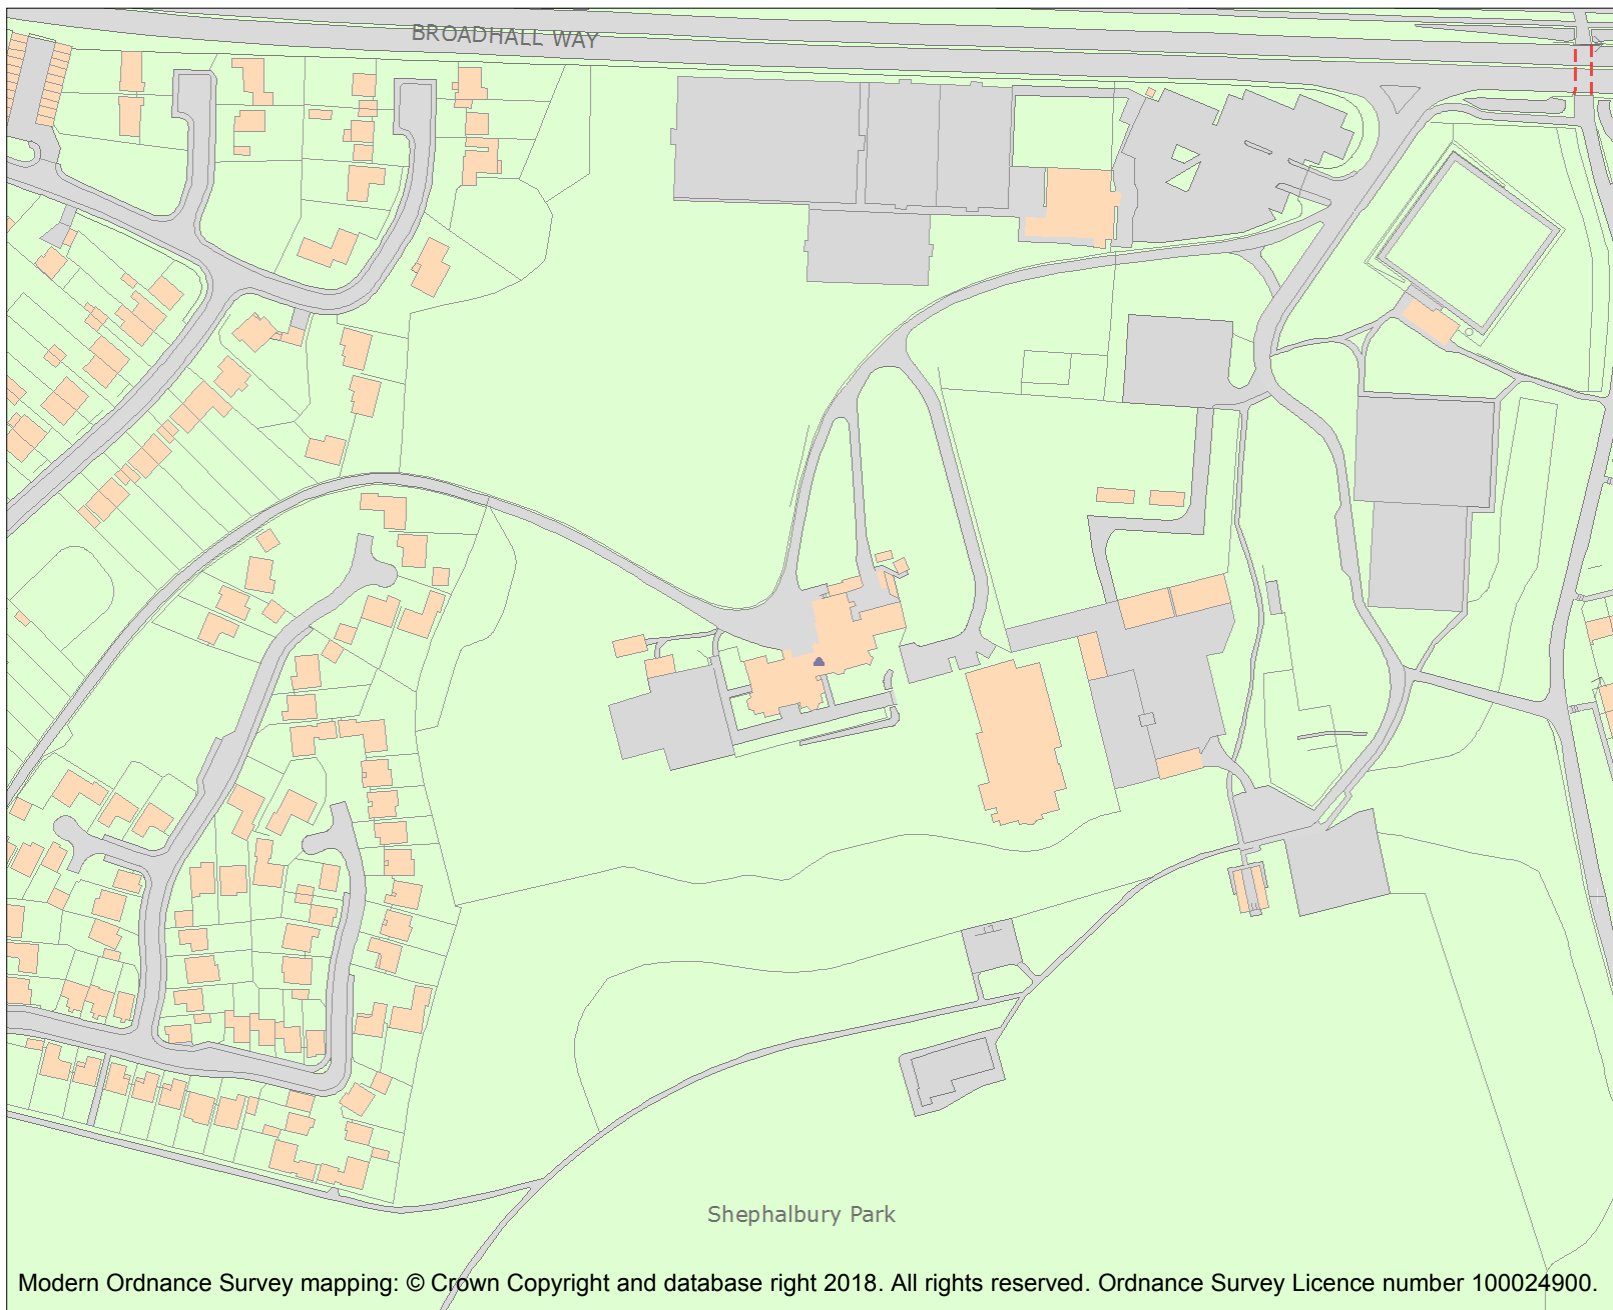 BROADHALL WAY
Shephalbury Park
Modern Ordnance Survey mapping: © Crown Copyright and database right 2018. All rights reserved. Ordnance Survey Licence number 100024900.